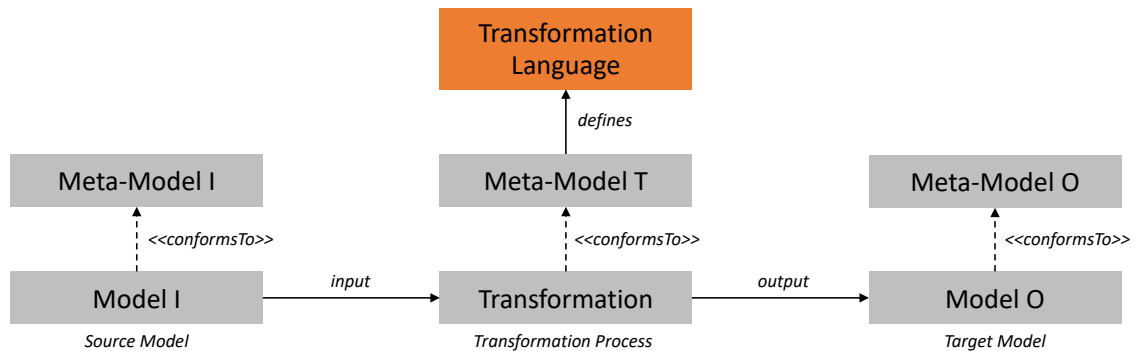 Transformation
Language
defines
Meta-Model I
Meta-Model T
Meta-Model O
<<conformsTo>>
<<conformsTo>>
<<conformsTo>>
Model I
input
Transformation
output
Model O
Source Model
Transformation Process
Target Model